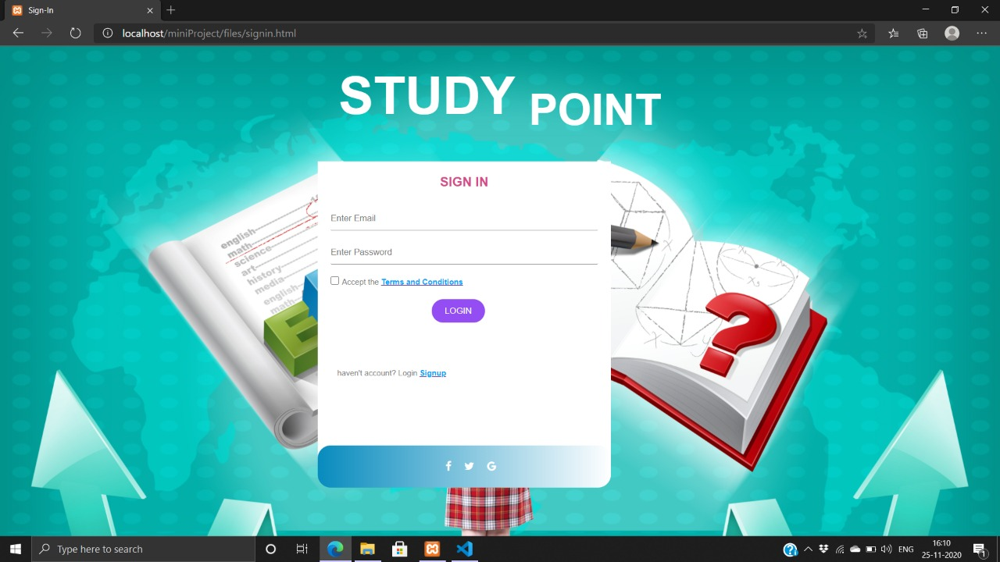 Sign-In
localhost/miniProject/files/signin.html
STUDY POINT
SIGN IN
english
math
science
art
history
media
english
math
E
X
X
X₃
y
?
Enter Email
Enter Password
Accept the Terms and Conditions
LOGIN
haven't account? Login Signup
Type here to search
ENG
16:10
25-11-2020